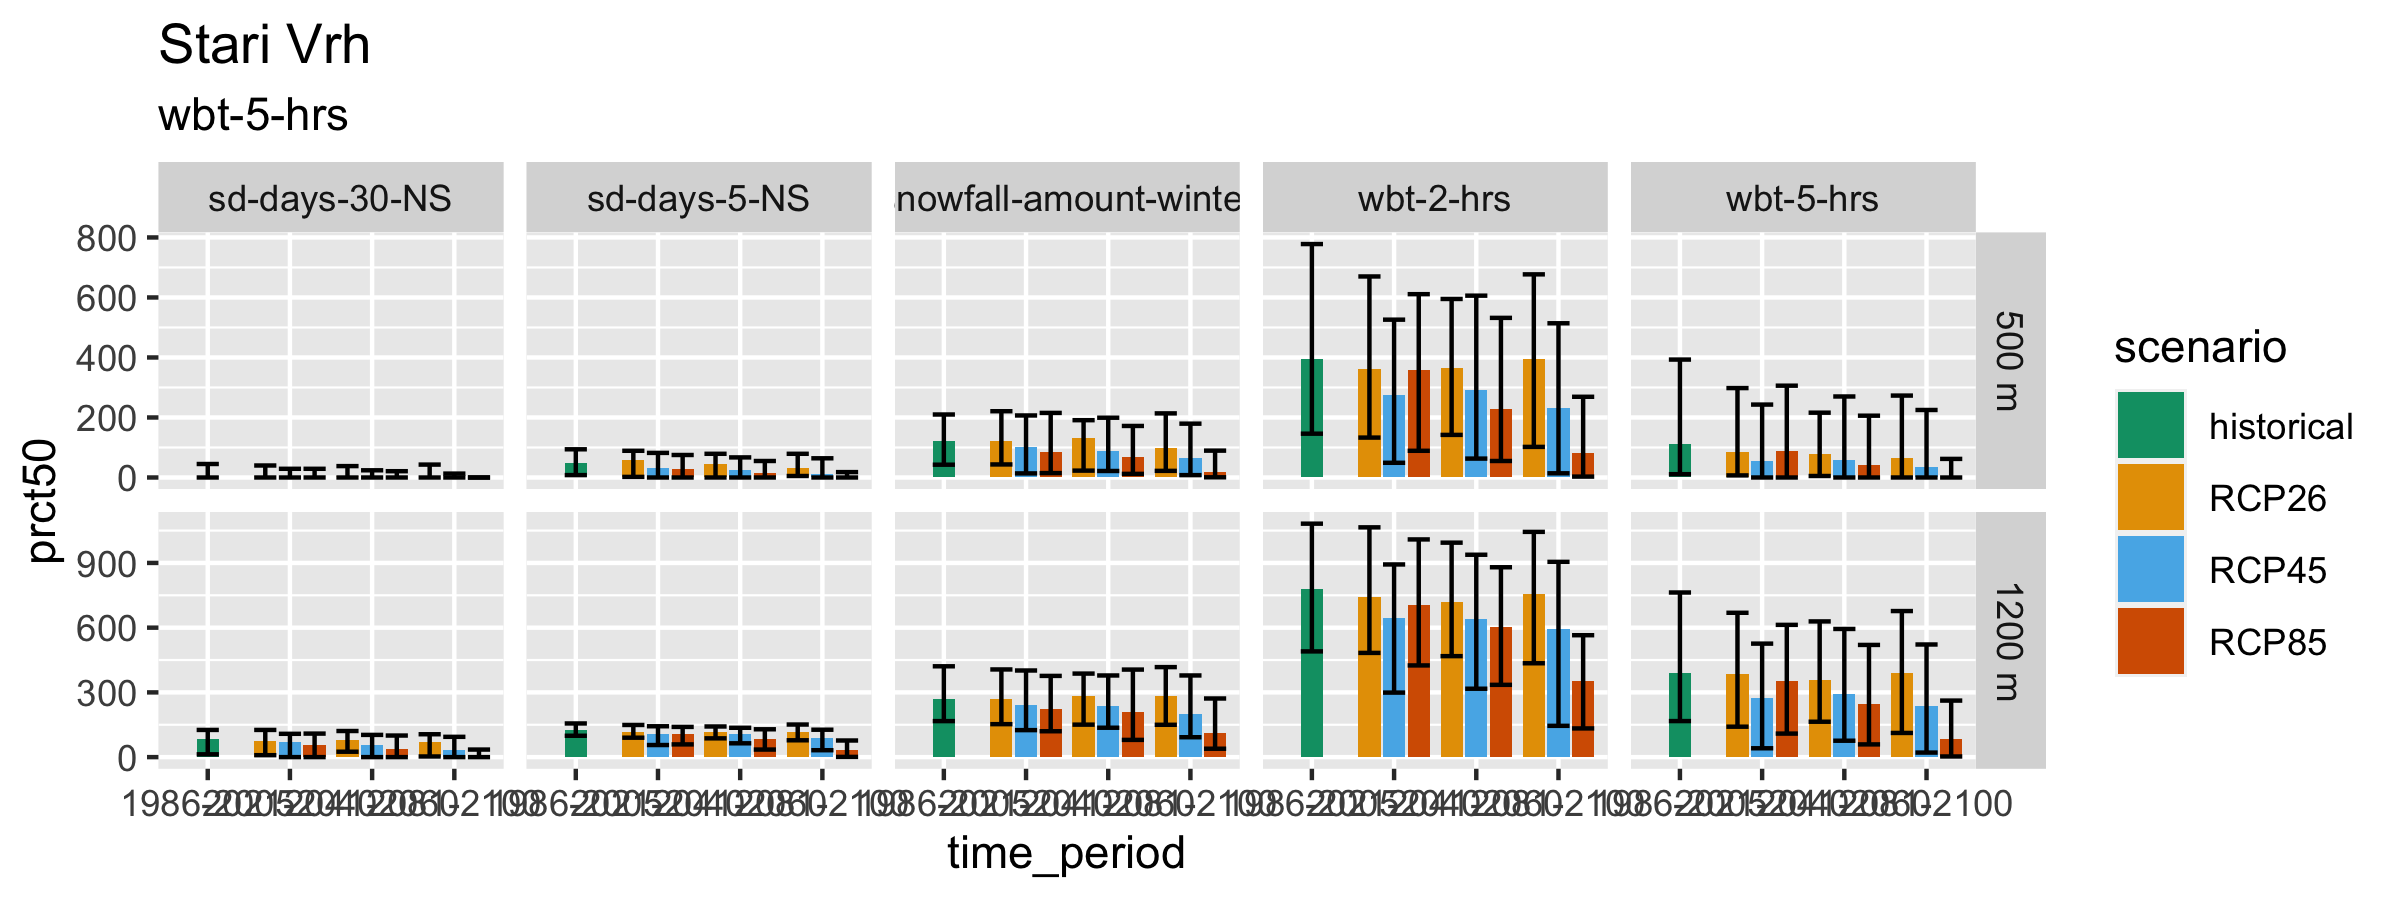 Stari Vrh
wbt-5-hrs
sd-days-30-NS
sd-days-5-NS
nowfall-amount-winte
wbt-2-hrs
wbt-5-hrs
800
600
400
200
0
500 m
900
600
300
0
1200 m
prct50
time_period
scenario
historical
RCP26
RCP45
RCP85